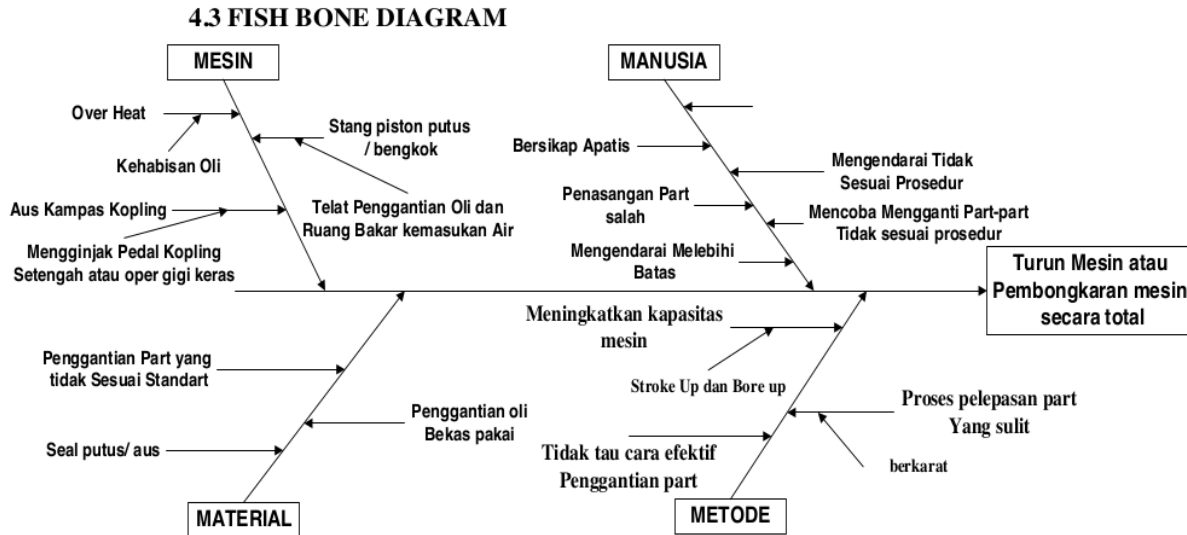 4.3 FISH BONE DIAGRAM
MESIN
MANUSIA
Over Heat
Kehabisan Oli
Stang piston putus
/ bengkok
Telat Penggantian Oli dan
Ruang Bakar kemasukan Air
Aus Kampas Kopling
Mengginjak Pedal Kopling
Setengah atau oper gigi keras
Bersikap Apatis
Mengendarai Tidak
Sesuai Prosedur
Penasangan Part
salah
Mencoba Mengganti Part-part
Tidak sesuai prosedur
Mengendarai Melebihi
Batas
Turun Mesin atau
Pembongkaran mesin
secara total
Penggantian Part yang
tidak Sesuai Standart
Penggantian oli
Bekas pakai
Seal putus/ aus
MATERIAL
Meningkatkan kapasitas
mesin
Stroke Up dan Bore up
Proses pelepasan part
Yang sulit
berkarat
Tidak tau cara efektif
Penggantian part
METODE